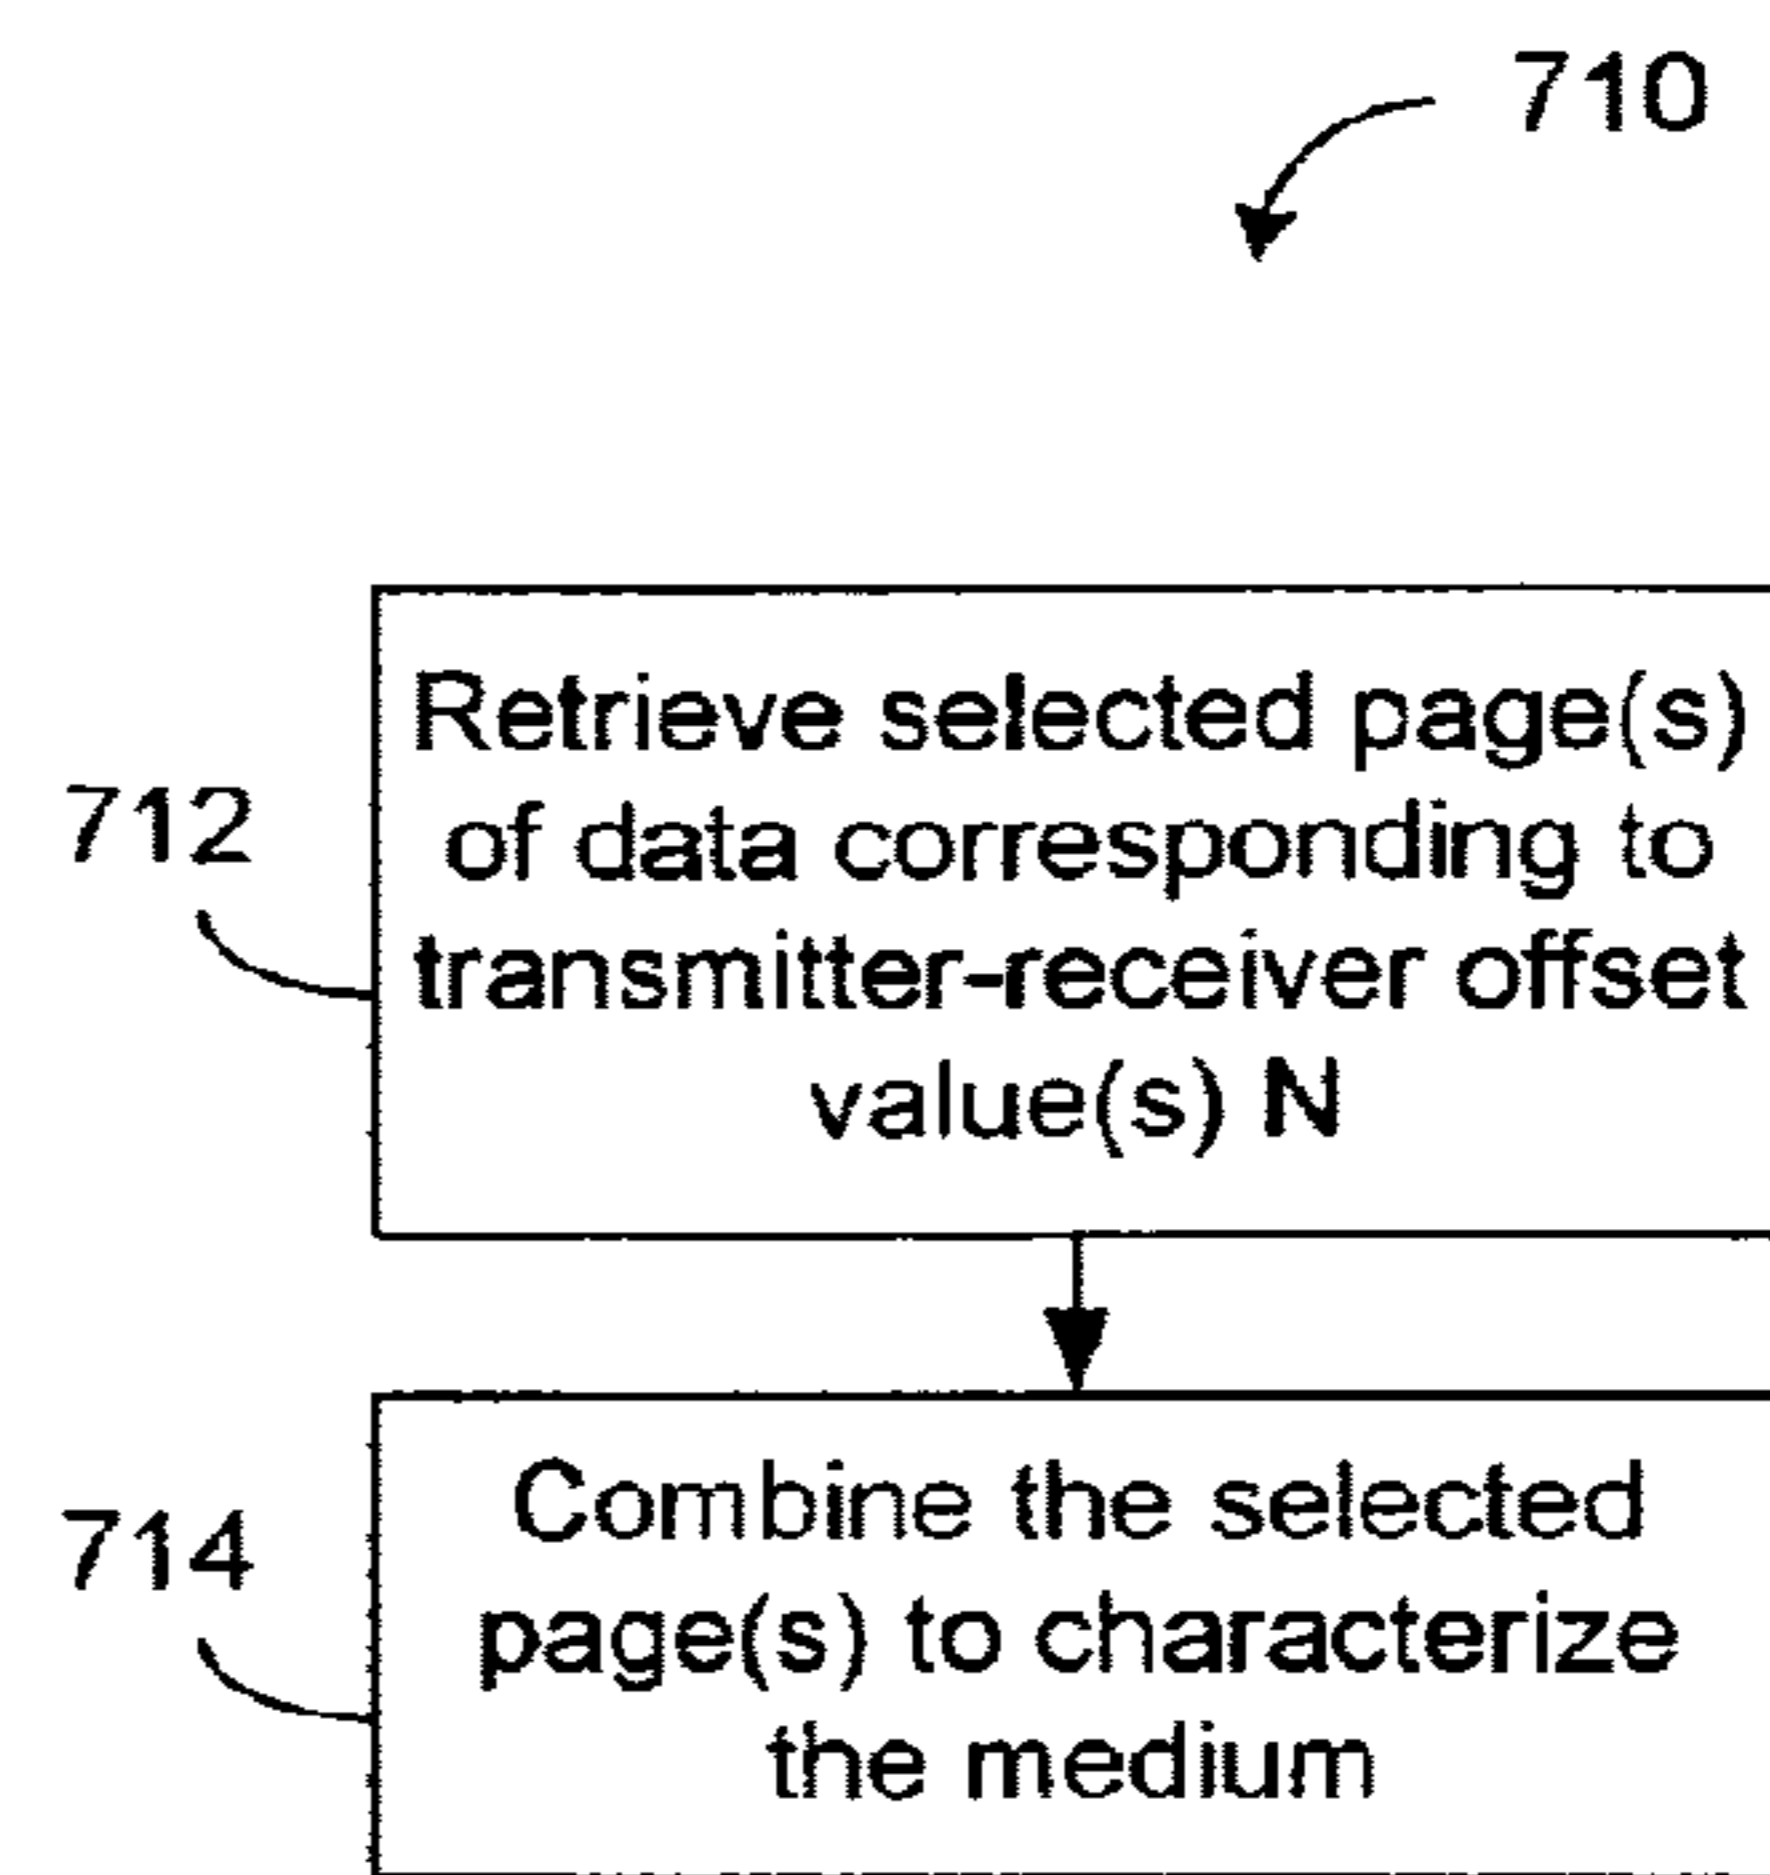 710
Retrieve selected page(s)
712
of data corresponding to
transmitter-receiver offset
value(s) N
Combine the selected
714
page(s) to characterize
the medium